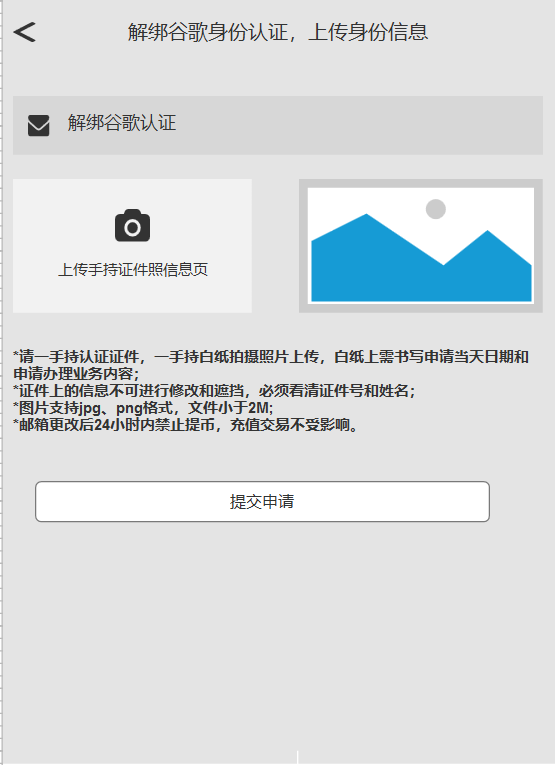 解绑谷歌身份认证，上传身份信息
解绑谷歌认证
上传手持证件照信息页
*请一手持认证证件，一手持白纸拍摄照片上传，白纸上需书写申请当天日期和
申请办理业务内容；
*证件上的信息不可进行修改和遮挡，必须看清证件号和姓名；
*图片支持jpg、png格式，文件小于2M;
*邮箱更改后24小时内禁止提币，充值交易不受影响。
提交申请